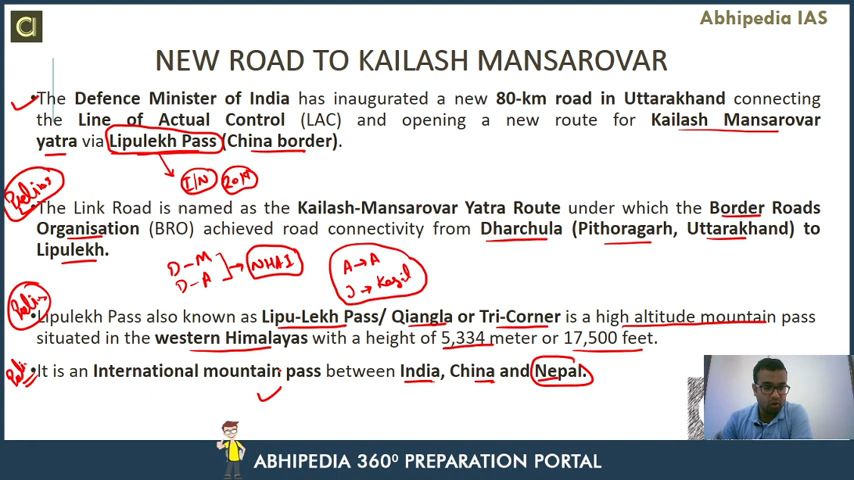 Abhipedia IAS
NEW ROAD TO KAILASH MANSAROVAR
•The Defence Minister of India has inaugurated a new 80-km road in Uttarakhand connecting
the Line of Actual Control (LAC) and opening a new route for Kailash Mansarovar
yatra via Lipulekh Pass (China border).
I/N
•The Link Road is named as the Kailash-Mansarovar Yatra Route under which the Border Roads
Organisation (BRO) achieved road connectivity from Dharchula (Pithoragarh, Uttarakhand) to
Lipulekh.
D-M
D-A
NHAI
A→A
•Lipulekh Pass also known as Lipu-Lekh Pass/ Qiangla or Tri-Corner is a high altitude mountain pass
situated in the western Himalayas with a height of 5,334 meter or 17,500 feet.
•It is an International mountain pass between India, China and Nepal.
ABHIPEDIA 360⁰ PREPARATION PORTAL